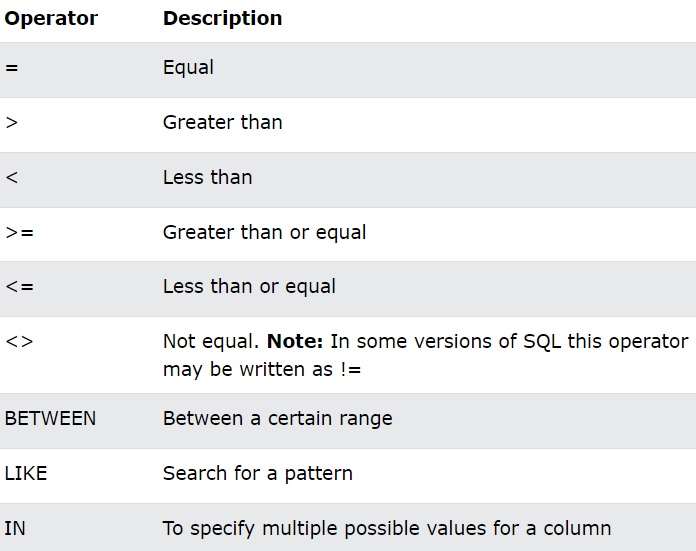 Operator Description
= Equal
> Greater than
< Less than
>= Greater than or equal
<= Less than or equal
<> Not equal. Note: In some versions of SQL this operator
may be written as !=
BETWEEN Between a certain range
LIKE Search for a pattern
IN To specify multiple possible values for a column